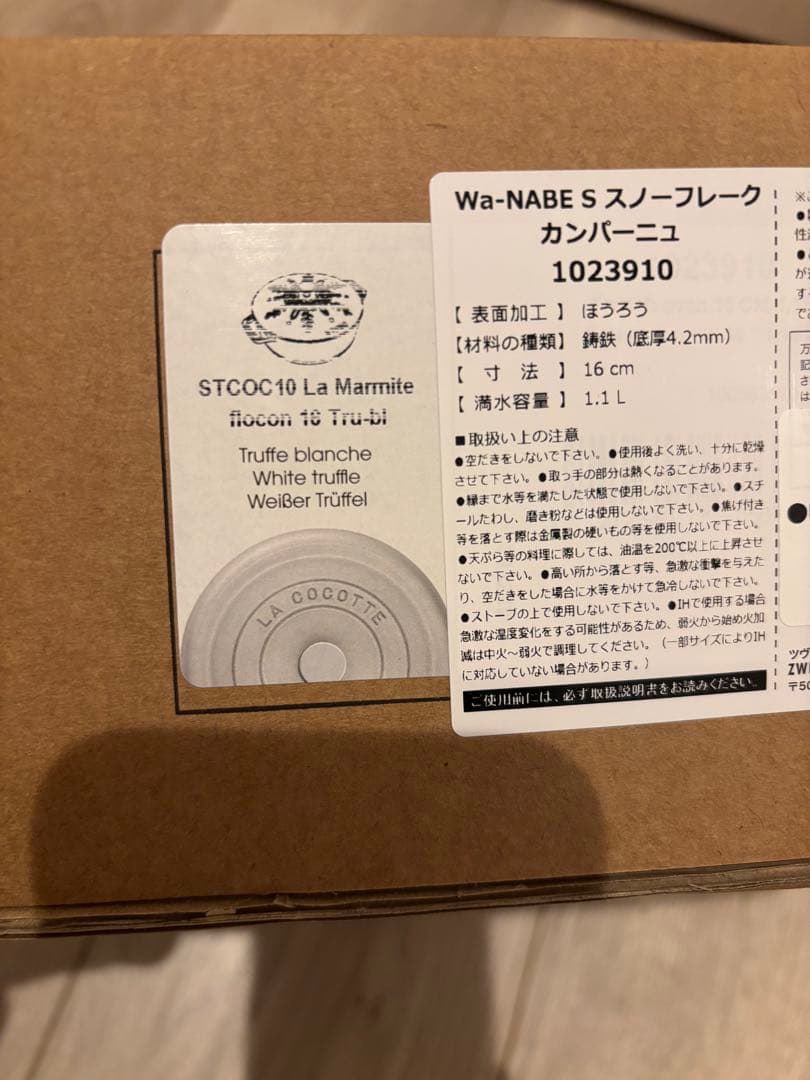 STCOC10 La Marmite
flocon 16 Tru-bl
Truffe blanche
White truffle
Weißer Trüffel
LA COCOTTE
Wa-NABE S スノーフレーク
カンパーニュ
1023910
【 表面加工 】 ほうろう
【材料の種類】 鋳鉄（底厚4.2mm）
【 寸 法 】 16 cm
【 満水容量 】 1.1 L
■取扱い上の注意
●空だきをしないで下さい。●使用後よく洗い、十分に乾燥
させて下さい。●取っ手の部分は熱くなることがあります。
●縁まで水等を満たした状態で使用しないで下さい。●スチ
ールたわし、磨き粉などは使用しないで下さい。●焦げ付き
等を落とす際は金属製の硬いもの等を使用しないで下さい。
●天ぷら等の料理に際しては、油温を200℃以上に上昇させ
ないで下さい。●高い所から落とす等、急激な衝撃を与えた
り、空だきをした場合に水等をかけて急冷しないで下さい。
●ストーブの上で使用しないで下さい。●IHで使用する場合
急激な温度変化をする可能性があるため、弱火から始め火加
減は中火～弱火で調理してください。（一部サイズによりIH
に対応していない場合があります。）
ご使用前には、必ず取扱説明書をお読みください。
ツヴ
ZWI
〒50